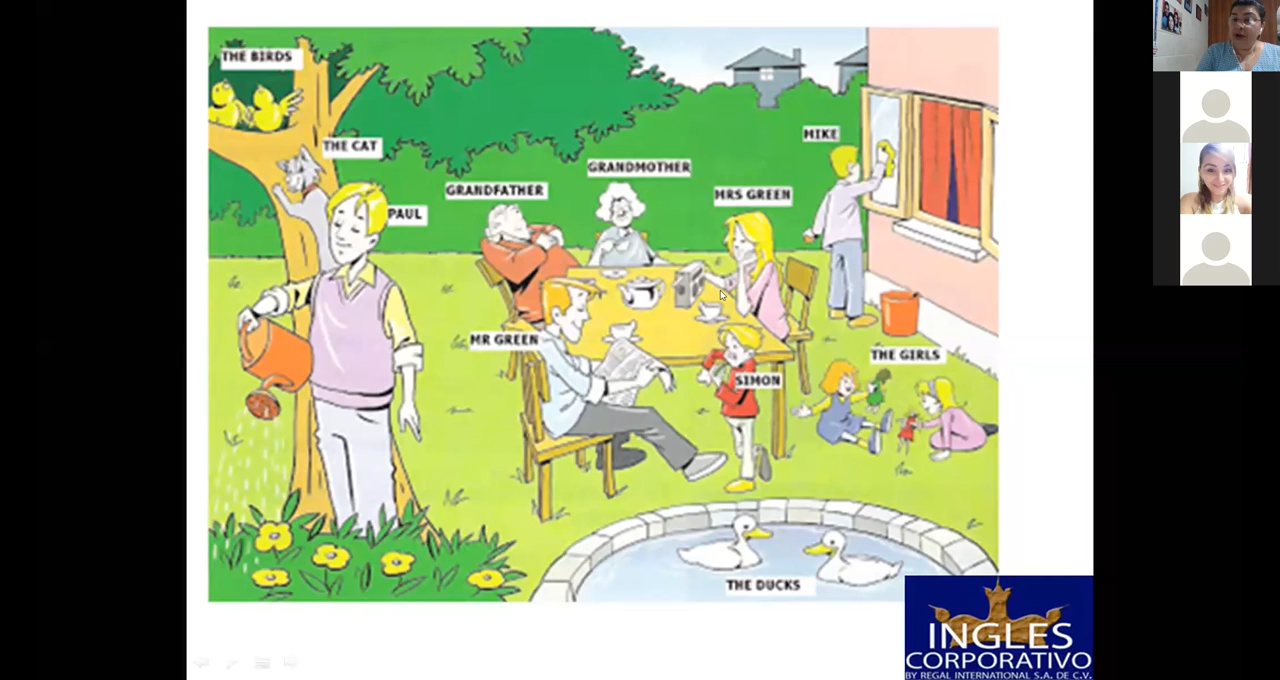 THE BIRDS
THE CAT
PAUL
GRANDFATHER
GRANDMOTHER
MRS GREEN
MIKE
MR GREEN
SIMON
THE GIRLS
THE DUCKS
INGLES
CORPORATIVO
BY REGAL INTERNATIONAL S.A. DE C.V.